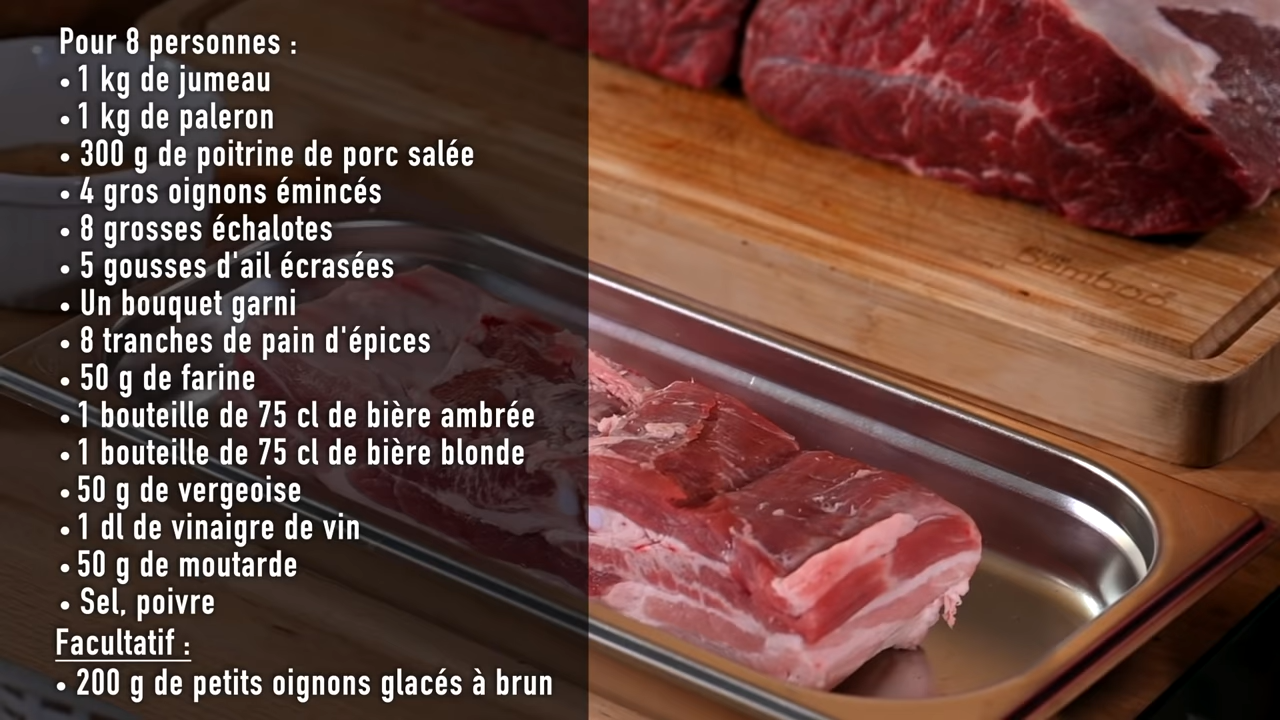 Pour 8 personnes :
• 1 kg de jumeau
• 1 kg de paleron
• 300 g de poitrine de porc salée
• 4 gros oignons émincés
• 8 grosses échalotes
• 5 gousses d'ail écrasées
• Un bouquet garni
• 8 tranches de pain d'épices
• 50 g de farine
• 1 bouteille de 75 cl de bière ambrée
• 1 bouteille de 75 cl de bière blonde
• 50 g de vergeoise
• 1 dl de vinaigre de vin
• 50 g de moutarde
• Sel, poivre
Facultatif :
• 200 g de petits oignons glacés à brun